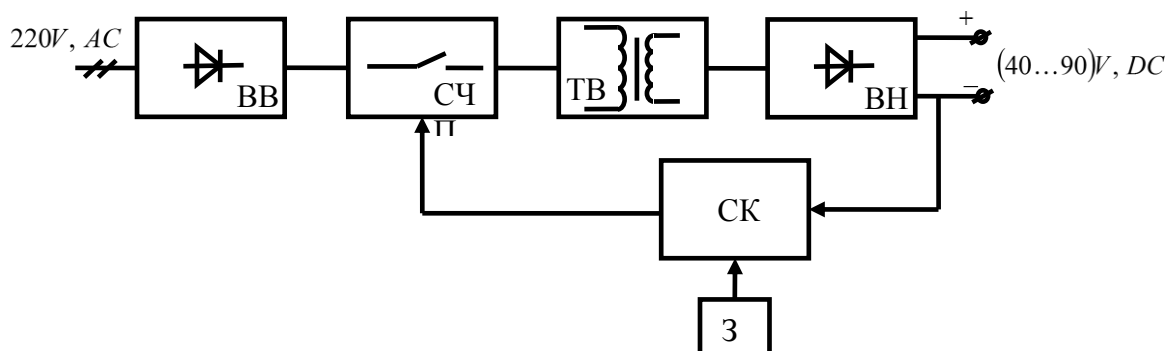 220V, AC
ВВ
СЧ
П
ТВ
ВН
+
−
(40...90)V, DC
СК
З